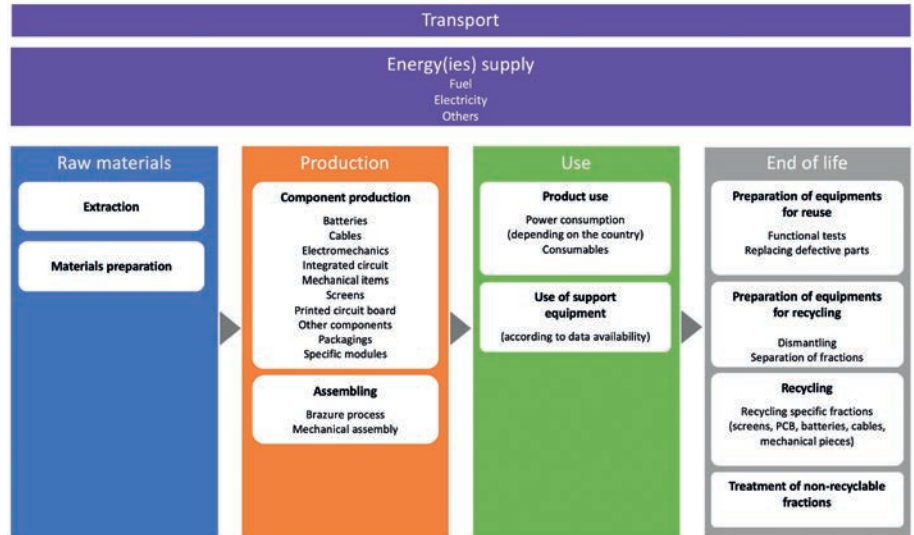 Transport
Energy(ies) supply
Fuel
Electricity
Others
Raw materials
Extraction
Materials preparation
Production
Component production
Batteries
Cables
Electromechanics
Integrated circuit
Mechanical items
Screens
Printed circuit board
Other components
Packagings
Specific modules
Assembling
Brazure process
Mechanical assembly
Use
Product use
Power consumption
(depending on the country)
Consumables
Use of support
equipment
(according to data availability)
End of life
Preparation of equipments
for reuse
Functional tests
Replacing defective parts
Preparation of equipments
for recycling
Dismantling
Separation of fractions
Recycling
Recycling specific fractions
(screens, PCB, batteries, cables,
mechanical pieces)
Treatment of non-recyclable
fractions